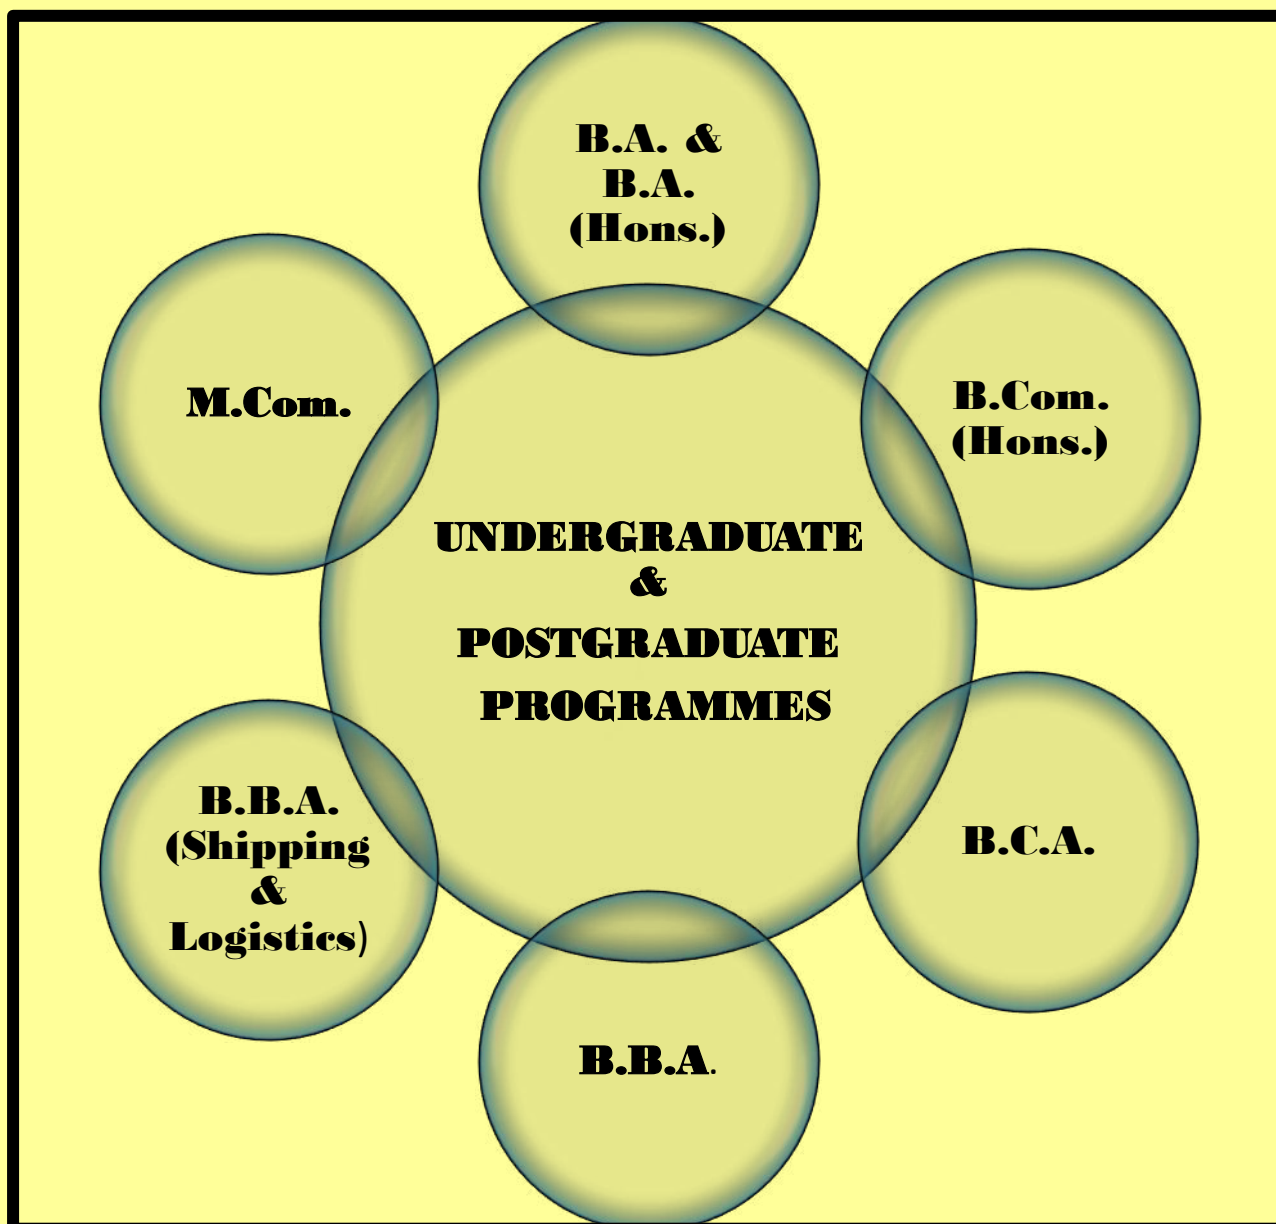 B.A. &
B.A.
(Hons.)
M.Com.
B.Com.
(Hons.)
UNDERGRADUATE
&
POSTGRADUATE
PROGRAMMES
B.B.A.
(Shipping
&
Logistics)
B.C.A.
B.B.A.